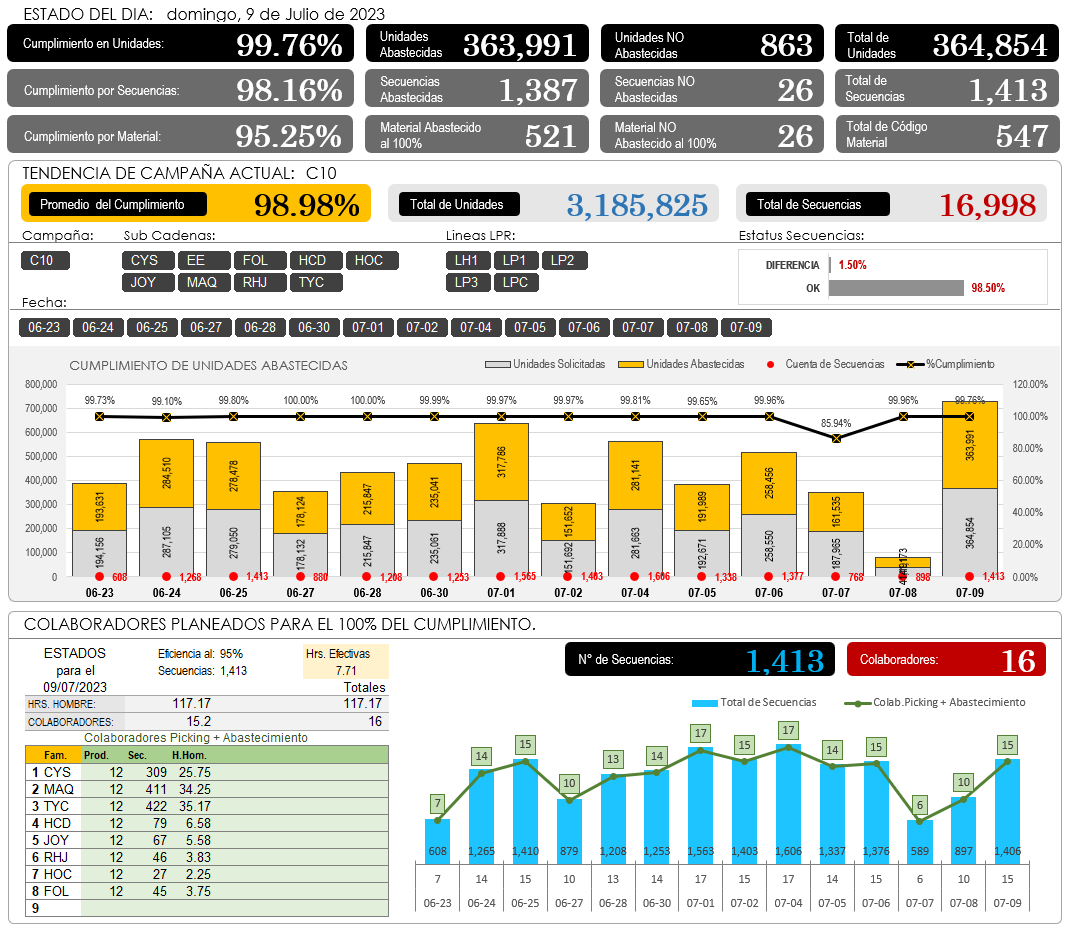 ESTADO DEL DIA: domingo, 9 de Julio de 2023
Cumplimiento en Unidades: 99.76%
Unidades Abastecidas 363,991
Unidades NO Abastecidas 863
Total de Unidades 364,854
Cumplimiento por Secuencias: 98.16%
Secuencias Abastecidas 1,387
Secuencias NO Abastecidas 26
Total de Secuencias 1,413
Cumplimiento por Material: 95.25%
Material Abastecido al 100% 521
Material NO Abastecido al 100% 26
Total de Código Material 547
TENDENCIA DE CAMPAÑA ACTUAL: C10
Promedio del Cumplimiento 98.98%
Total de Unidades 3,185,825
Total de Secuencias 16,998
Campaña: Sub Cadenas: Lineas LPR: Estatus Secuencias:
C10 CYS EE FOL HCD HOC LH1 LP1 LP2
JOY MAQ RHJ TYC LP3 LPC
DIFERENCIA 1.50%
OK 98.50%
Fecha:
06-23 06-24 06-25 06-27 06-28 06-30 07-01 07-02 07-04 07-05 07-06 07-07 07-08 07-09
CUMPLIMIENTO DE UNIDADES ABASTECIDAS
Unidades Solicitadas Unidades Abastecidas Cuenta de Secuencias %Cumplimiento
800,000
700,000
600,000
500,000
400,000
300,000
200,000
100,000
0
120.00%
100.00%
80.00%
60.00%
40.00%
20.00%
0.00%
99.73% 99.10% 99.80% 100.00% 100.00% 99.99% 99.97% 99.97% 99.81% 99.65% 99.96% 85.94% 99.96% 99.76%
193,631 284,510 278,478 178,124 215,847 235,041 317,786 151,652 281,141 191,989 258,456 161,535 363,991
194,156 287,105 279,050 178,132 215,847 235,061 317,888 151,692 281,663 192,671 258,550 187,965 364,854
608 1,268 1,413 880 1,208 1,253 1,565 1,403 1,606 1,338 1,377 768 898 1,413
06-23 06-24 06-25 06-27 06-28 06-30 07-01 07-02 07-04 07-05 07-06 07-07 07-08 07-09
COLABORADORES PLANEADOS PARA EL 100% DEL CUMPLIMIENTO.
ESTADOS
para el
09/07/2023
Eficiencia al: 95%
Secuencias: 1,413
Hrs. Efectivas
7.71
Totales
HRS. HOMBRE: 117.17 117.17
COLABORADORES: 15.2 16
Colaboradores Picking + Abastecimiento
Fam. Prod. Sec. H.Hom.
1 CYS 12 309 25.75
2 MAQ 12 411 34.25
3 TYC 12 422 35.17
4 HCD 12 79 6.58
5 JOY 12 67 5.58
6 RHJ 12 46 3.83
7 HOC 12 27 2.25
8 FOL 12 45 3.75
9
N° de Secuencias: 1,413
Colaboradores: 16
Total de Secuencias Colab.Picking + Abastecimiento
7 14 15 10 13 14 17 15 17 14 15 6 10 15
608 1,265 1,410 879 1,208 1,253 1,563 1,403 1,606 1,337 1,376 589 897 1,406
7 14 15 10 13 14 17 15 17 14 15 6 10 15
06-23 06-24 06-25 06-27 06-28 06-30 07-01 07-02 07-04 07-05 07-06 07-07 07-08 07-09